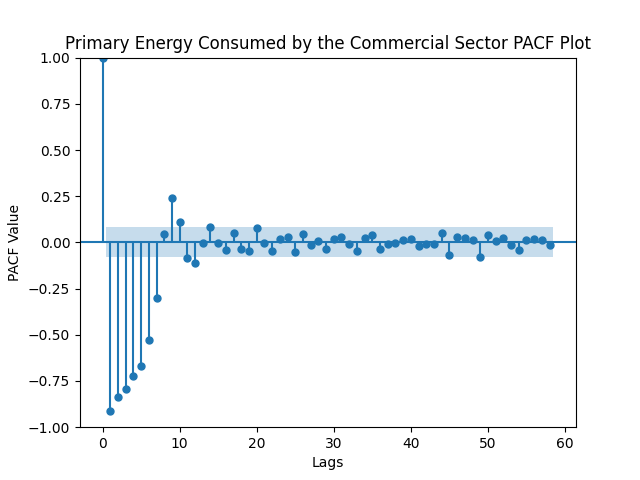 Primary Energy Consumed by the Commercial Sector PACF Plot
1.00
0.75
0.50
0.25
0.00
−0.25
−0.50
−0.75
−1.00
PACF Value
0 10 20 30 40 50 60
Lags